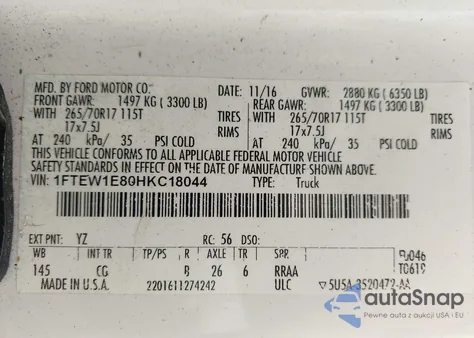 MFD. BY FORD MOTOR CO. DATE: 11/16 GVWR: 2880 KG (6350 LB)
FRONT GAWR: 1497 KG (3300 LB) REAR GAWR: 1497 KG (3300 LB)
WITH 265/70R17 115T TIRES WITH 265/70R17 115T TIRES
17x7.5J RIMS 17x7.5J RIMS
AT 240 kPa/ 35 PSI COLD AT 240 kPa/ 35 PSI COLD
THIS VEHICLE CONFORMS TO ALL APPLICABLE FEDERAL MOTOR VEHICLE
SAFETY STANDARDS IN EFFECT ON THE DATE OF MANUFACTURE SHOWN ABOVE.
VIN: 1FTEW1E80HKC18044 TYPE: Truck
EXT PNT: YZ RC: 56 DSO:
WB INT TR TP/PS R AXLE TR SPR
145 CG B 26 6 RRAA
MADE IN U.S.A. 2201611274242 ULC 5U5A-3520472-AA
autoSnap
Pewne auta z aukcji USA i EU